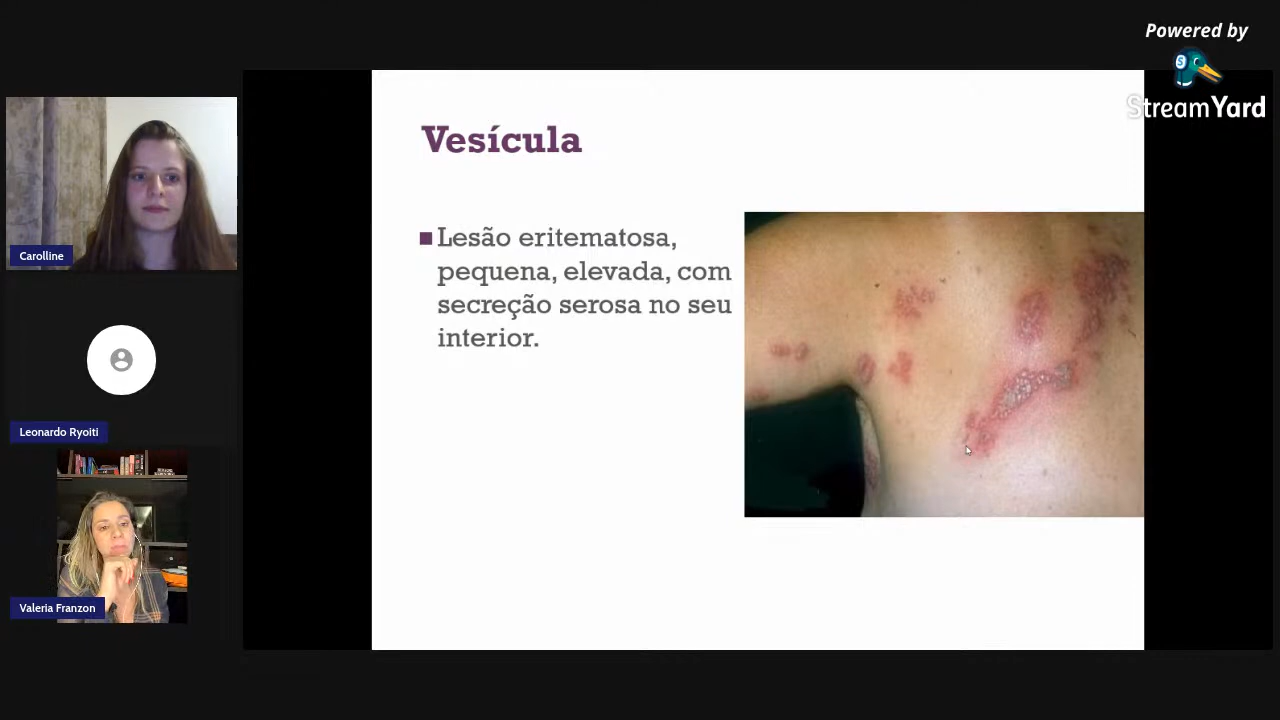 Powered by
StreamYard
Vesícula
Lesão eritematosa,
pequena, elevada, com
secreção serosa no seu
interior.
Carolline
Leonardo Ryoiti
Valeria Franzon